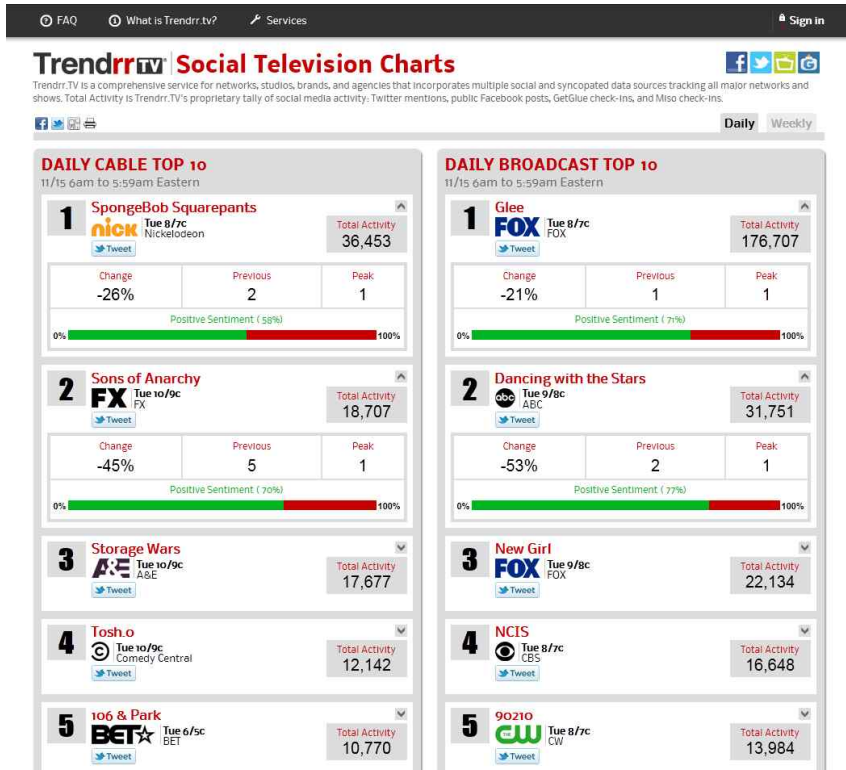 FAQ What is Trendrr.tv? Services Sign in
Trendrr TV Social Television Charts
Trendrr.TV is a comprehensive service for networks, studios, brands, and agencies that incorporates multiple social and syncopated data sources tracking all major networks and
shows. Total Activity is Trendrr.TV's proprietary tally of social media activity: Twitter mentions, public Facebook posts, GetGlue check-ins, and Miso check-ins.
Daily Weekly
DAILY CABLE TOP 10
11/15 6am to 5:59am Eastern
1
SpongeBob Squarepants
nick Tue 8/7c
Nickelodeon
Tweet
Total Activity
36,453
Change Previous Peak
-26% 2 1
Positive Sentiment ( 58%)
0% 100%
2
Sons of Anarchy
FX Tue 10/9c
FX
Tweet
Total Activity
18,707
Change Previous Peak
-45% 5 1
Positive Sentiment ( 70%)
0% 100%
3
Storage Wars
A&E Tue 10/9c
A&E
Tweet
Total Activity
17,677
4
Tosh.0
Tue 10/9c
Comedy Central
Tweet
Total Activity
12,142
5
106 & Park
BET Tue 6/5c
BET
Tweet
Total Activity
10,770
DAILY BROADCAST TOP 10
11/15 6am to 5:59am Eastern
1
Glee
FOX Tue 8/7c
FOX
Tweet
Total Activity
176,707
Change Previous Peak
-21% 1 1
Positive Sentiment ( 71%)
0% 100%
2
Dancing with the Stars
abc Tue 9/8c
ABC
Tweet
Total Activity
31,751
Change Previous Peak
-53% 2 1
Positive Sentiment ( 77%)
0% 100%
3
New Girl
FOX Tue 9/8c
FOX
Tweet
Total Activity
22,134
4
NCIS
Tue 8/7c
CBS
Tweet
Total Activity
16,648
5
90210
THE CW Tue 8/7c
CW
Tweet
Total Activity
13,984